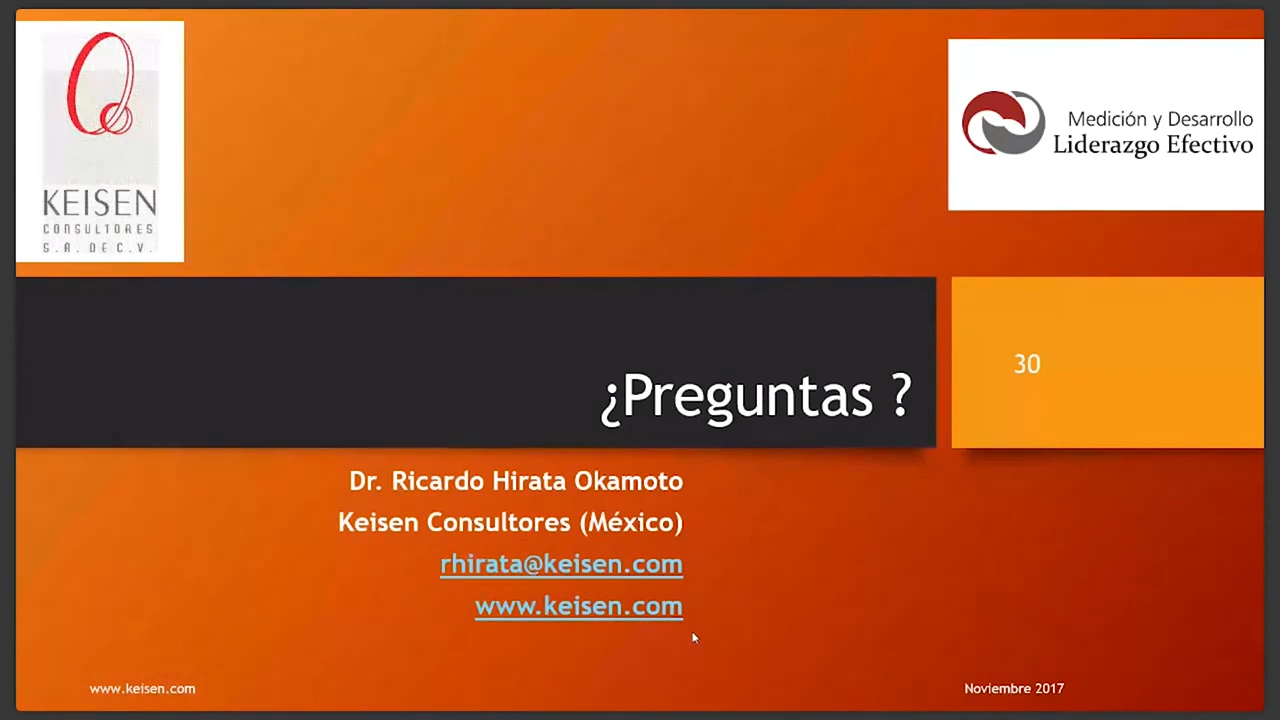 KEISEN
CONSULTORES
S.A. DE C.V.
Medición y Desarrollo
Liderazgo Efectivo
¿Preguntas ?
30
Dr. Ricardo Hirata Okamoto
Keisen Consultores (México)
rhirata@keisen.com
www.keisen.com
www.keisen.com
Noviembre 2017